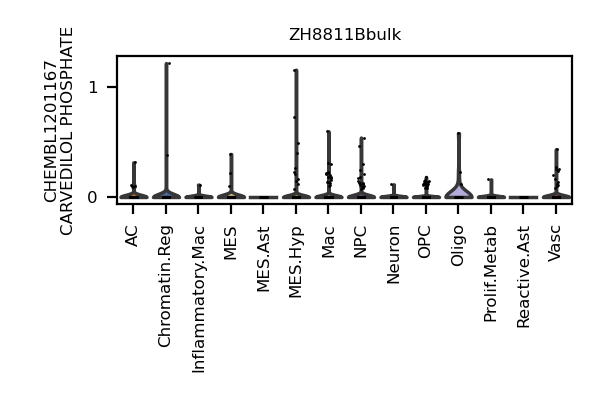 ZH8811Bbulk
CHEMBL1201167
CARVEDILOL PHOSPHATE
1
0
AC
Chromatin.Reg
Inflammatory.Mac
MES
MES.Ast
MES.Hyp
Mac
NPC
Neuron
OPC
Oligo
Prolif.Metab
Reactive.Ast
Vasc